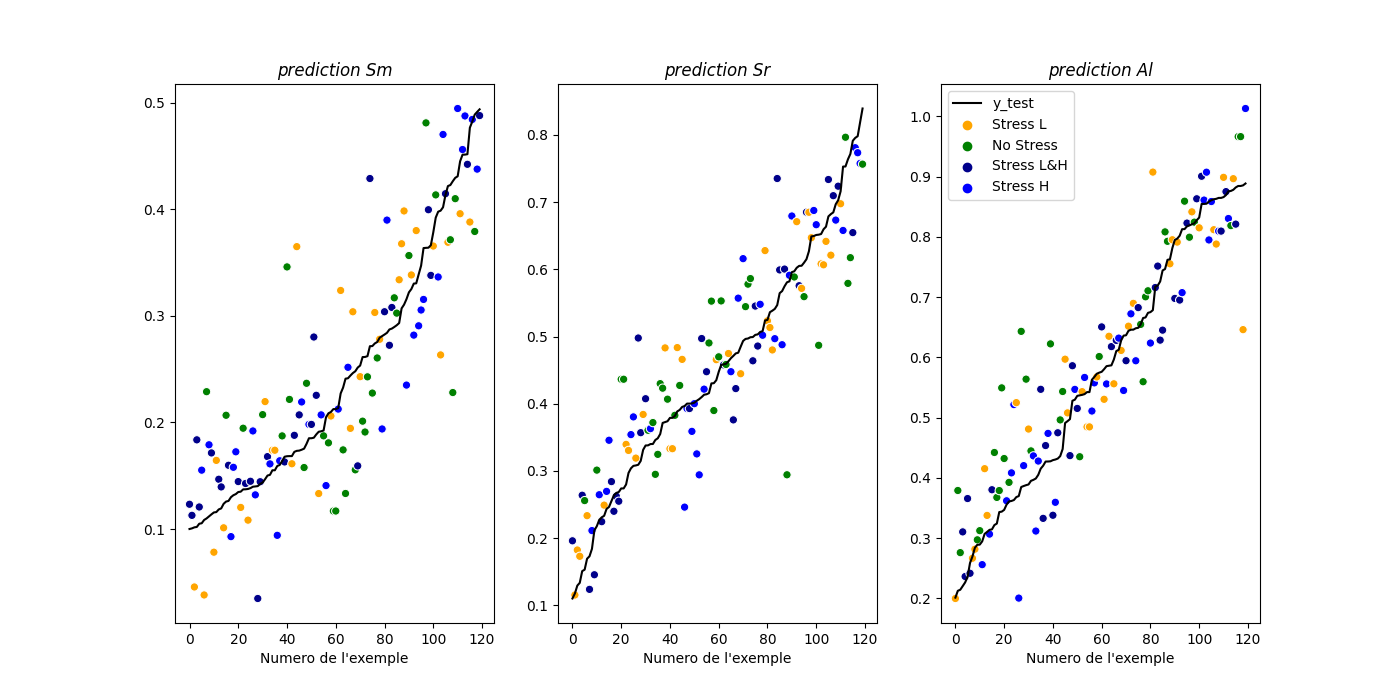 prediction Sm
0.5
0.4
0.3
0.2
0.1
0 20 40 60 80 100 120
Numero de l'exemple
prediction Sr
0.8
0.7
0.6
0.5
0.4
0.3
0.2
0.1
0 20 40 60 80 100 120
Numero de l'exemple
prediction Al
1.0
0.9
0.8
0.7
0.6
0.5
0.4
0.3
0.2
0 20 40 60 80 100 120
Numero de l'exemple
y_test
Stress L
No Stress
Stress L&H
Stress H